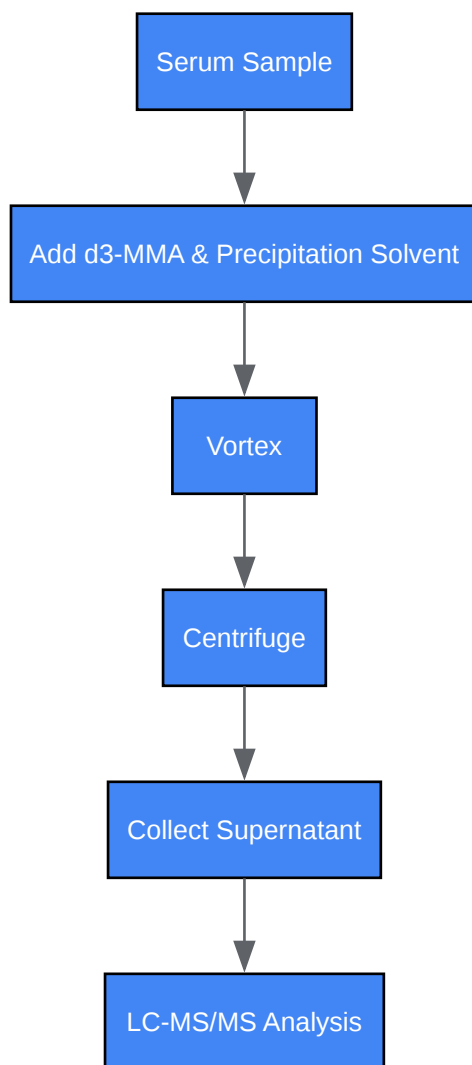 Serum Sample
Add d3-MMA & Precipitation Solvent
Vortex
Centrifuge
Collect Supernatant
LC-MS/MS Analysis